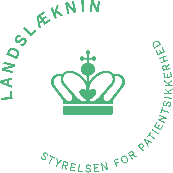 LANDSLÆKNIN
STYRELSEN FOR PATIENTSIKKERHED